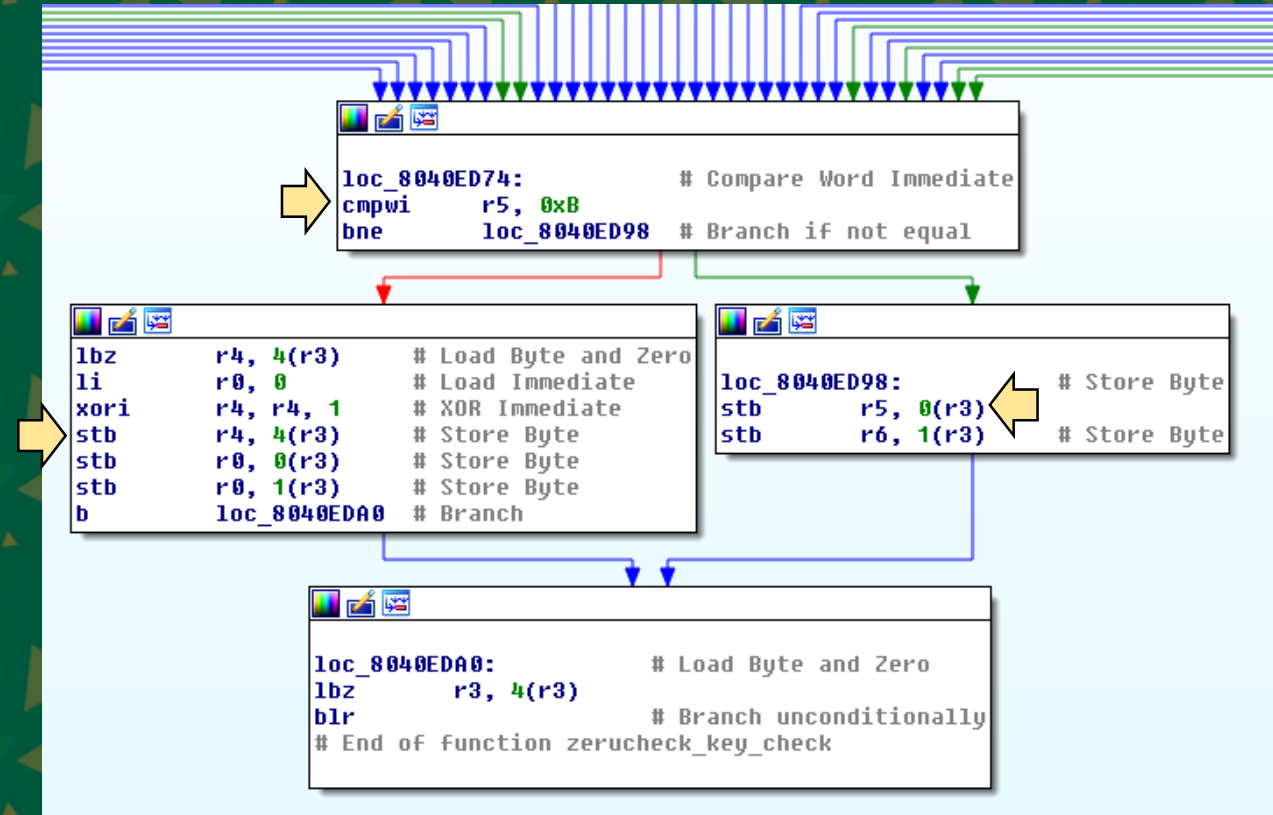 loc_8040ED74: # Compare Word Immediate
cmpwi r5, 0xB
bne loc_8040ED98 # Branch if not equal
lbz r4, 4(r3) # Load Byte and Zero
li r0, 0 # Load Immediate
xori r4, r4, 1 # XOR Immediate
stb r4, 4(r3) # Store Byte
stb r0, 0(r3) # Store Byte
stb r0, 1(r3) # Store Byte
b loc_8040EDA0 # Branch
loc_8040ED98: # Store Byte
stb r5, 0(r3)
stb r6, 1(r3) # Store Byte
loc_8040EDA0: # Load Byte and Zero
lbz r3, 4(r3)
blr # Branch unconditionally
# End of function zerucheck_key_check